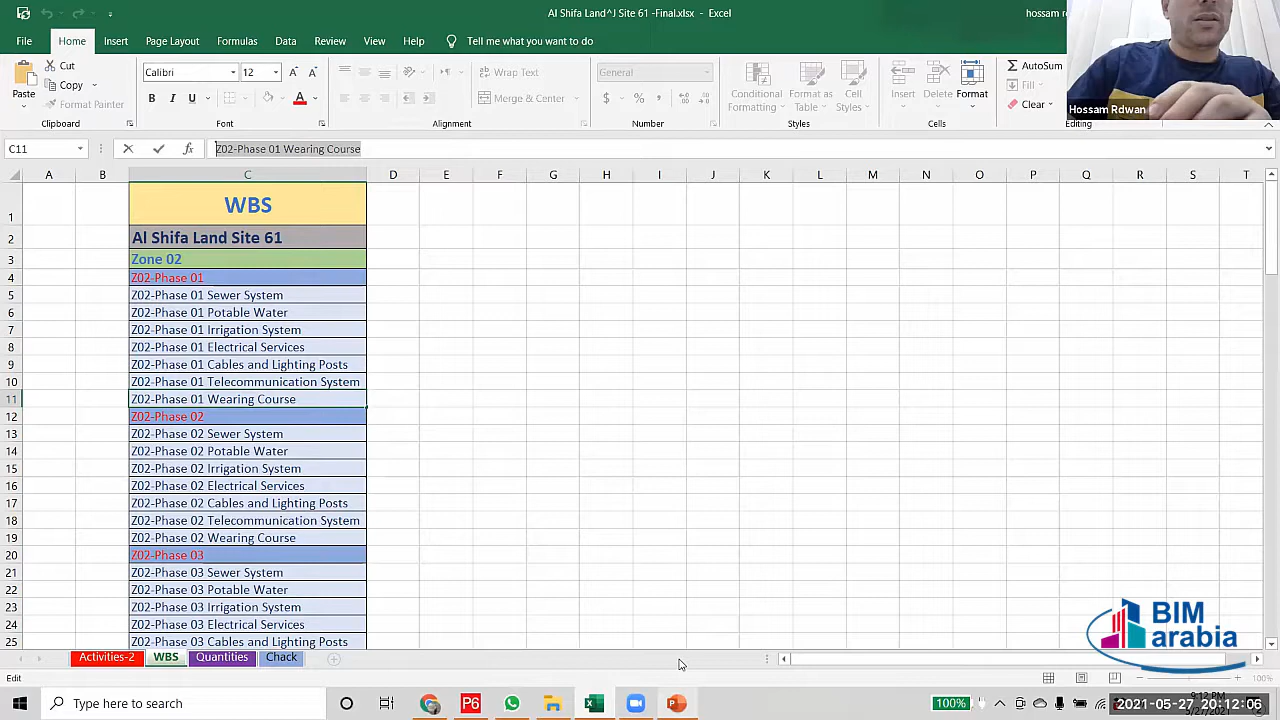 Al Shifa Land^J Site 61 -Final.xlsx - Excel
hossam rd
File Home Insert Page Layout Formulas Data Review View Help Tell me what you want to do
Paste
Cut
Copy
Format Painter
Clipboard
Calibri 12
B I U
Font
Wrap Text
Merge & Center
Alignment
General
$ % ,
Number
Conditional Formatting
Format as Table
Cell Styles
Styles
Insert Delete Format
Cells
AutoSum
Fill
Clear
Editing
Hossam Rdwan
C11 fx Z02-Phase 01 Wearing Course
A B C D E F G H I J K L M N O P Q R S T
1 WBS
2 Al Shifa Land Site 61
3 Zone 02
4 Z02-Phase 01
5 Z02-Phase 01 Sewer System
6 Z02-Phase 01 Potable Water
7 Z02-Phase 01 Irrigation System
8 Z02-Phase 01 Electrical Services
9 Z02-Phase 01 Cables and Lighting Posts
10 Z02-Phase 01 Telecommunication System
11 Z02-Phase 01 Wearing Course
12 Z02-Phase 02
13 Z02-Phase 02 Sewer System
14 Z02-Phase 02 Potable Water
15 Z02-Phase 02 Irrigation System
16 Z02-Phase 02 Electrical Services
17 Z02-Phase 02 Cables and Lighting Posts
18 Z02-Phase 02 Telecommunication System
19 Z02-Phase 02 Wearing Course
20 Z02-Phase 03
21 Z02-Phase 03 Sewer System
22 Z02-Phase 03 Potable Water
23 Z02-Phase 03 Irrigation System
24 Z02-Phase 03 Electrical Services
25 Z02-Phase 03 Cables and Lighting Posts
BIM
arabia
Activities-2 WBS Quantities Chack
Edit
100%
Type here to search
P6
100%
9:12 PM
2021-05-27 20:12:06